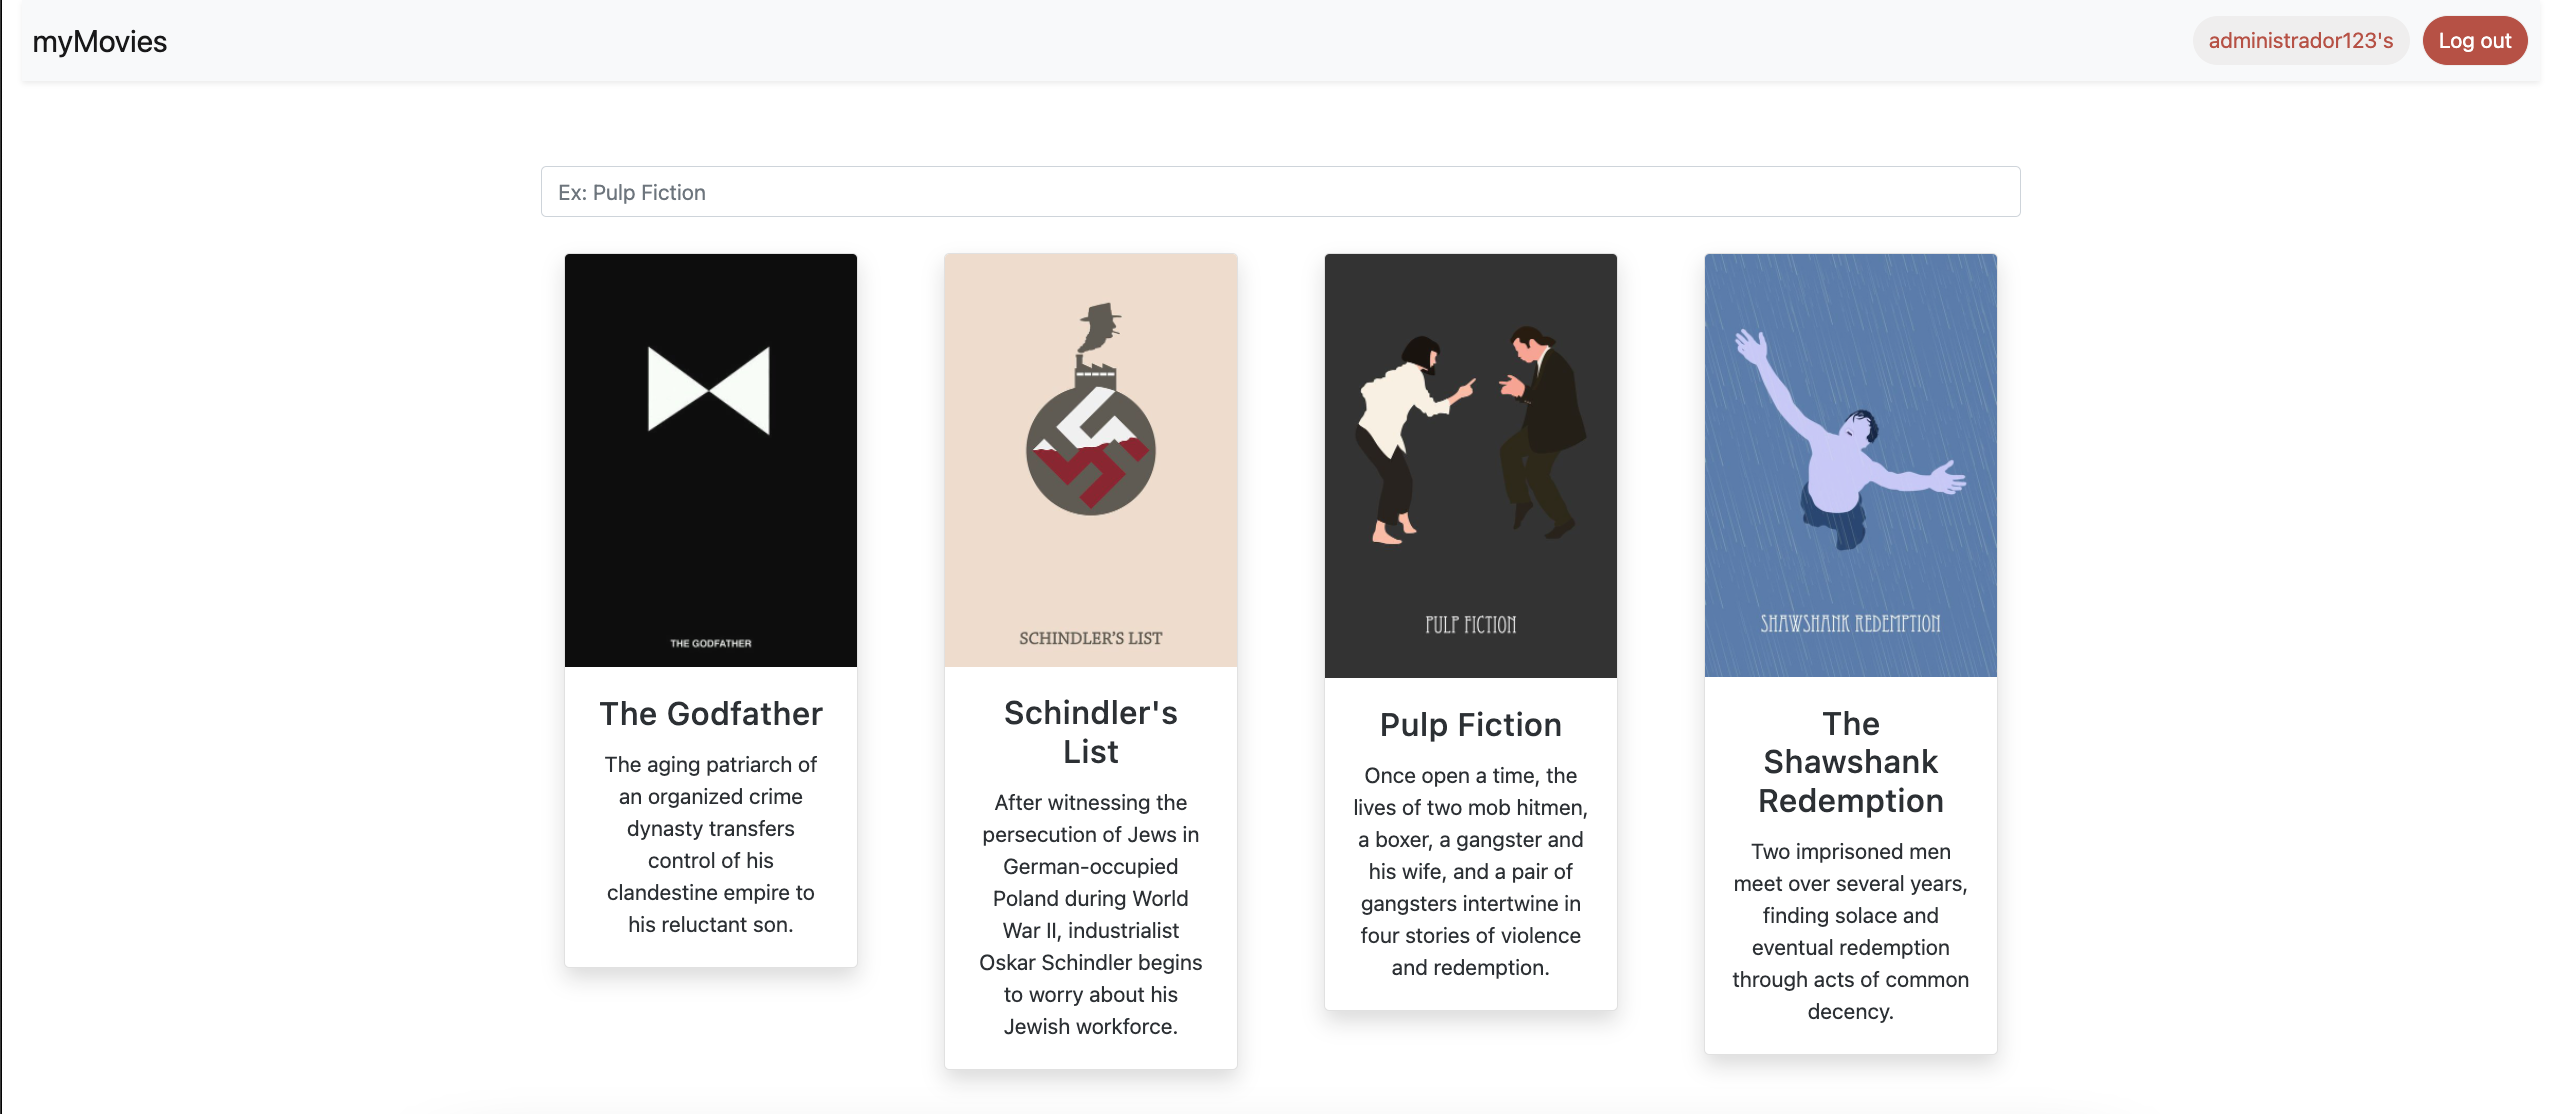 myMovies
administrador123's
Log out
Ex: Pulp Fiction
THE GODFATHER
The Godfather
The aging patriarch of
an organized crime
dynasty transfers
control of his
clandestine empire to
his reluctant son.
SCHINDLER'S LIST
Schindler's
List
After witnessing the
persecution of Jews in
German-occupied
Poland during World
War II, industrialist
Oskar Schindler begins
to worry about his
Jewish workforce.
PULP FICTION
Pulp Fiction
Once open a time, the
lives of two mob hitmen,
a boxer, a gangster and
his wife, and a pair of
gangsters intertwine in
four stories of violence
and redemption.
SHAWSHANK REDEMPTION
The
Shawshank
Redemption
Two imprisoned men
meet over several years,
finding solace and
eventual redemption
through acts of common
decency.